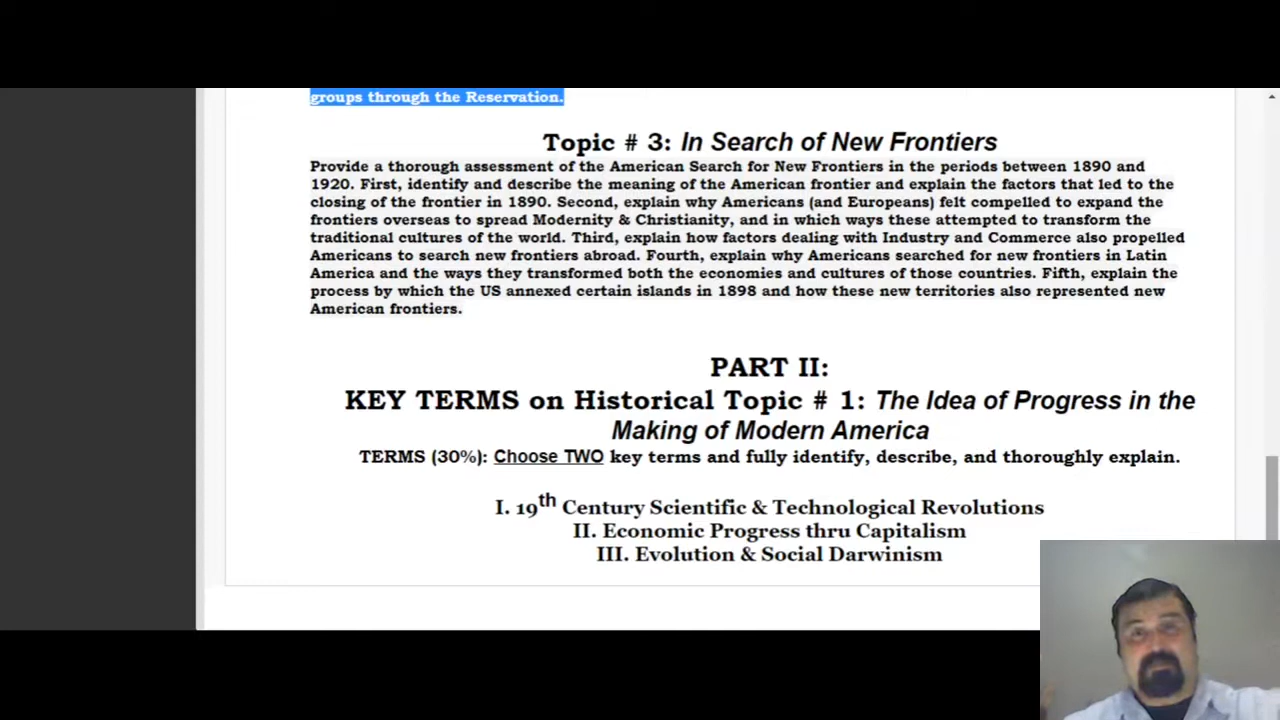 groups through the Reservation.
Topic # 3: In Search of New Frontiers
Provide a thorough assessment of the American Search for New Frontiers in the periods between 1890 and
1920. First, identify and describe the meaning of the American frontier and explain the factors that led to the
closing of the frontier in 1890. Second, explain why Americans (and Europeans) felt compelled to expand the
frontiers overseas to spread Modernity & Christianity, and in which ways these attempted to transform the
traditional cultures of the world. Third, explain how factors dealing with Industry and Commerce also propelled
Americans to search new frontiers abroad. Fourth, explain why Americans searched for new frontiers in Latin
America and the ways they transformed both the economies and cultures of those countries. Fifth, explain the
process by which the US annexed certain islands in 1898 and how these new territories also represented new
American frontiers.
PART II:
KEY TERMS on Historical Topic # 1: The Idea of Progress in the
Making of Modern America
TERMS (30%): Choose TWO key terms and fully identify, describe, and thoroughly explain.
I. 19th Century Scientific & Technological Revolutions
II. Economic Progress thru Capitalism
III. Evolution & Social Darwinism